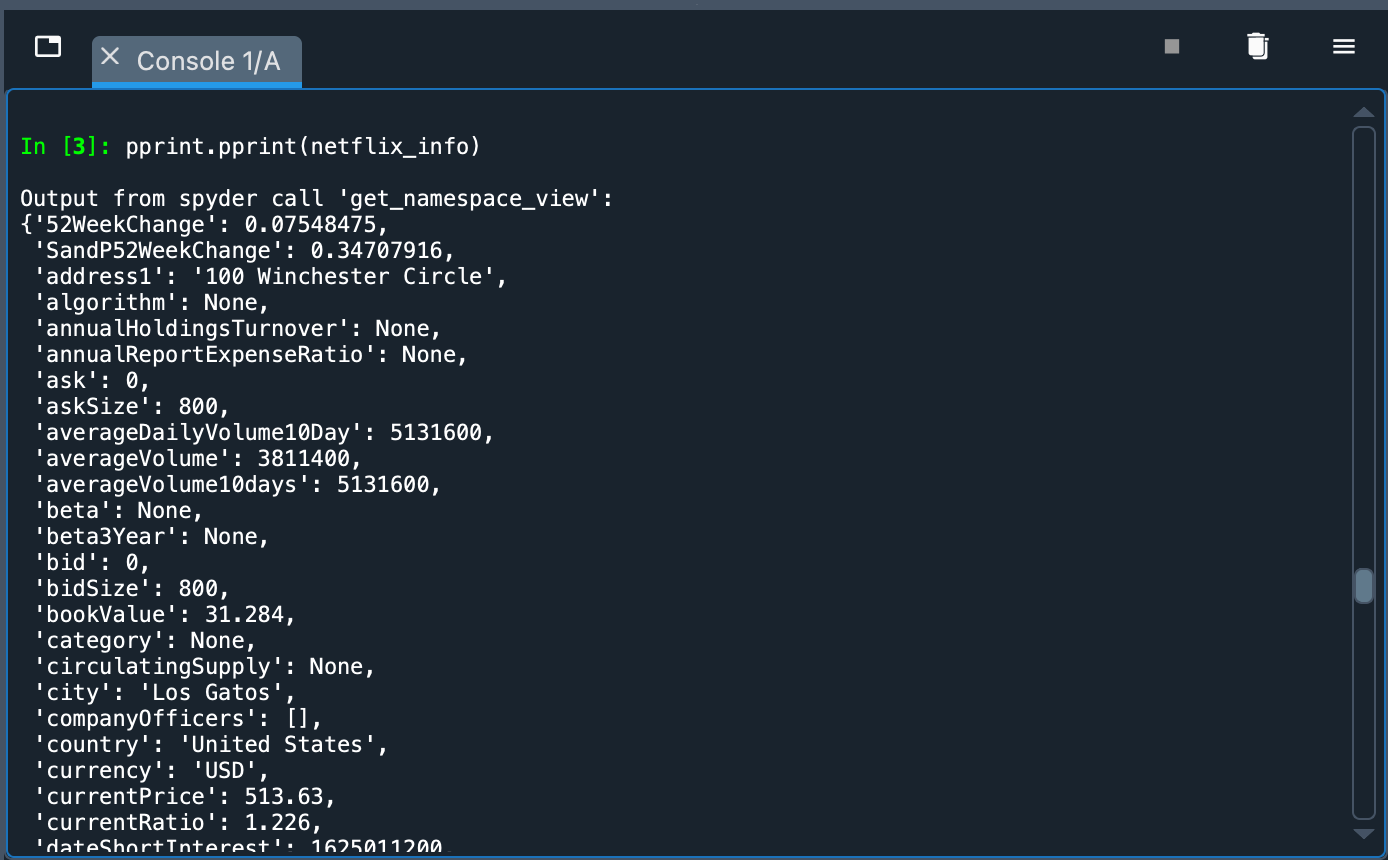 Console 1/A
In [3]: pprint.pprint(netflix_info)
Output from spyder call 'get_namespace_view':
{'52WeekChange': 0.07548475,
 'SandP52WeekChange': 0.34707916,
 'address1': '100 Winchester Circle',
 'algorithm': None,
 'annualHoldingsTurnover': None,
 'annualReportExpenseRatio': None,
 'ask': 0,
 'askSize': 800,
 'averageDailyVolume10Day': 5131600,
 'averageVolume': 3811400,
 'averageVolume10days': 5131600,
 'beta': None,
 'beta3Year': None,
 'bid': 0,
 'bidSize': 800,
 'bookValue': 31.284,
 'category': None,
 'circulatingSupply': None,
 'city': 'Los Gatos',
 'companyOfficers': [],
 'country': 'United States',
 'currency': 'USD',
 'currentPrice': 513.63,
 'currentRatio': 1.226,
 'dateShortInterest': 1625011200,